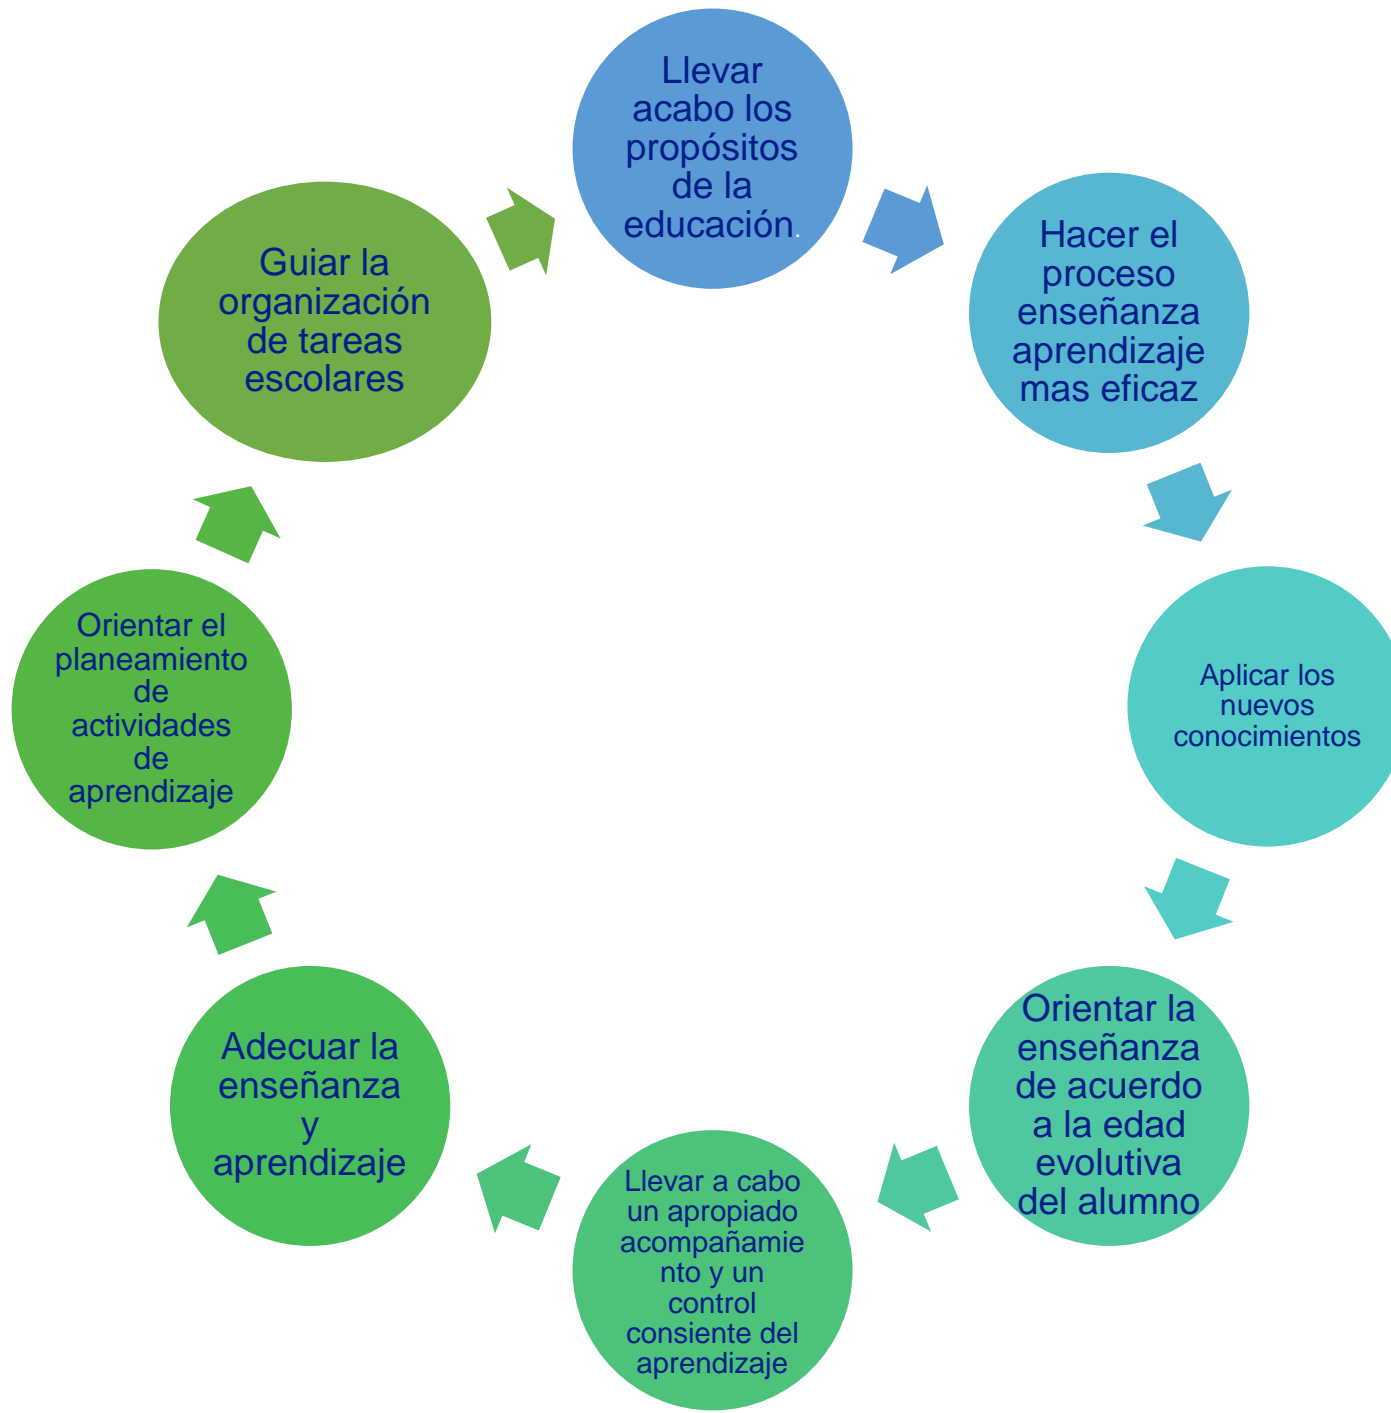 Llevar
acabo los
propósitos
de la
educación.
Hacer el
proceso
enseñanza
aprendizaje
mas eficaz
Aplicar los
nuevos
conocimientos
Orientar la
enseñanza
de acuerdo
a la edad
evolutiva
del alumno
Llevar a cabo
un apropiado
acompañamie
nto y un
control
consiente del
aprendizaje
Adecuar la
enseñanza
y
aprendizaje
Orientar el
planeamiento
de
actividades
de
aprendizaje
Guiar la
organización
de tareas
escolares